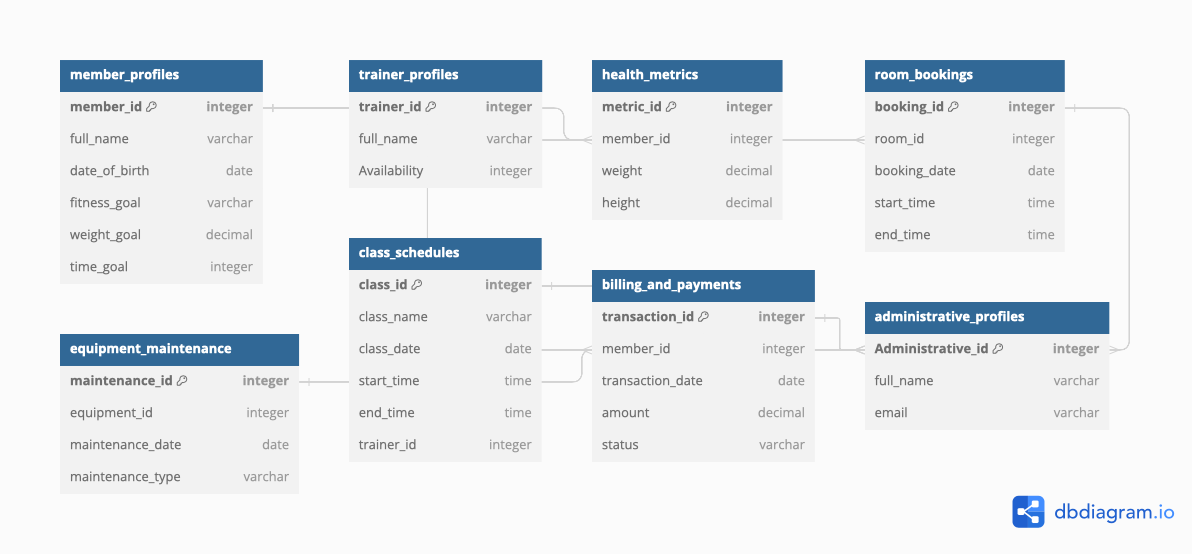 member_profiles
member_id integer
full_name varchar
date_of_birth date
fitness_goal varchar
weight_goal decimal
time_goal integer
trainer_profiles
trainer_id integer
full_name varchar
Availability integer
health_metrics
metric_id integer
member_id integer
weight decimal
height decimal
room_bookings
booking_id integer
room_id integer
booking_date date
start_time time
end_time time
equipment_maintenance
maintenance_id integer
equipment_id integer
maintenance_date date
maintenance_type varchar
class_schedules
class_id integer
class_name varchar
class_date date
start_time time
end_time time
trainer_id integer
billing_and_payments
transaction_id integer
member_id integer
transaction_date date
amount decimal
status varchar
administrative_profiles
Administrative_id integer
full_name varchar
email varchar
dbdiagram.io